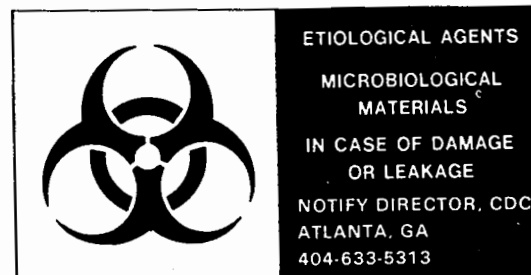 ETIOLOGICAL AGENTS
MICROBIOLOGICAL
MATERIALS
IN CASE OF DAMAGE
OR LEAKAGE
NOTIFY DIRECTOR, CDC
ATLANTA, GA
404-633-5313